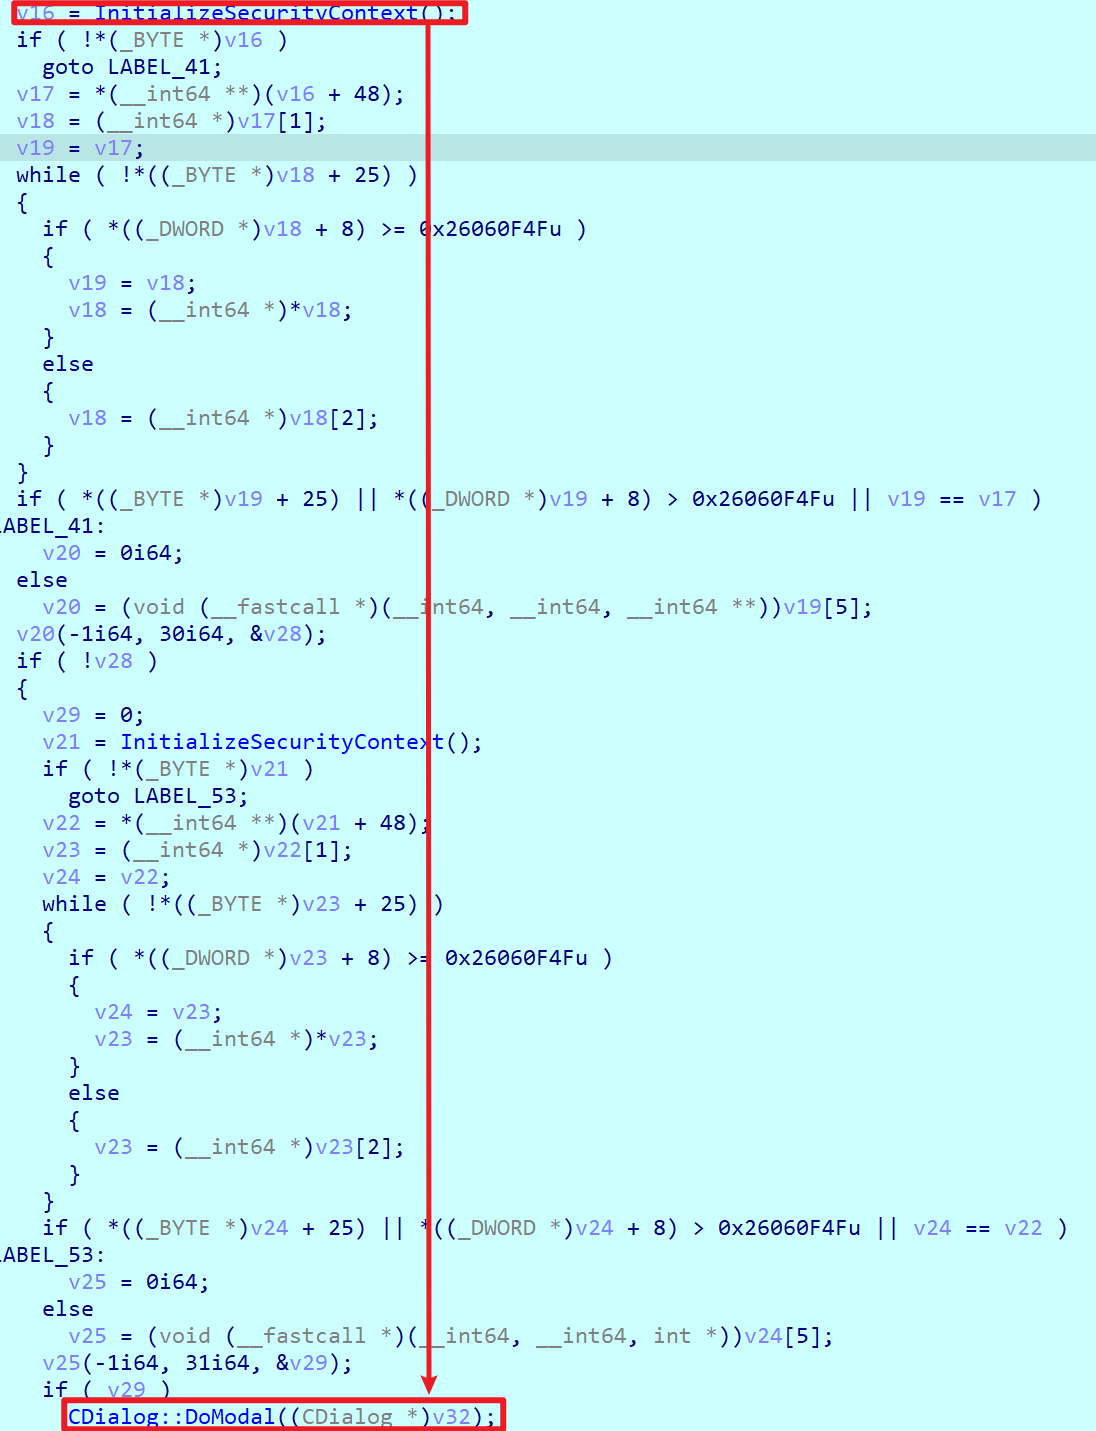 v16 = InitializeSecurityContext();
if ( !*(_BYTE *)v16 )
goto LABEL_41;
v17 = *(__int64 **)(v16 + 48);
v18 = (__int64 *)v17[1];
v19 = v17;
while ( !*((_BYTE *)v18 + 25) )
{
if ( *((_DWORD *)v18 + 8) >= 0x26060F4Fu )
{
v19 = v18;
v18 = (__int64 *)*v18;
}
else
{
v18 = (__int64 *)v18[2];
}
}
if ( *((_BYTE *)v19 + 25) || *((_DWORD *)v19 + 8) > 0x26060F4Fu || v19 == v17 )
LABEL_41:
v20 = 0i64;
else
v20 = (void (__fastcall *)(__int64, __int64, __int64 **))v19[5];
v20(-1i64, 30i64, &v28);
if ( !v28 )
{
v29 = 0;
v21 = InitializeSecurityContext();
if ( !*(_BYTE *)v21 )
goto LABEL_53;
v22 = *(__int64 **)(v21 + 48);
v23 = (__int64 *)v22[1];
v24 = v22;
while ( !*((_BYTE *)v23 + 25) )
{
if ( *((_DWORD *)v23 + 8) >= 0x26060F4Fu )
{
v24 = v23;
v23 = (__int64 *)*v23;
}
else
{
v23 = (__int64 *)v23[2];
}
}
if ( *((_BYTE *)v24 + 25) || *((_DWORD *)v24 + 8) > 0x26060F4Fu || v24 == v22 )
LABEL_53:
v25 = 0i64;
else
v25 = (void (__fastcall *)(__int64, __int64, int *))v24[5];
v25(-1i64, 31i64, &v29);
if ( v29 )
CDialog::DoModal((CDialog *)v32);